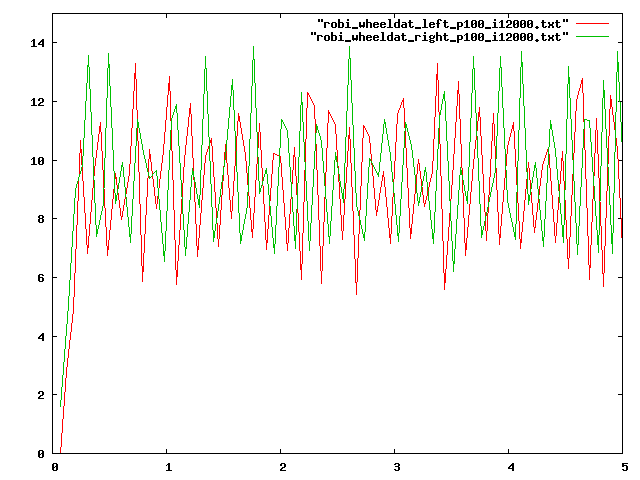 "robi_wheeldat_left_p100_i12000.txt"
"robi_wheeldat_right_p100_i12000.txt"
14
12
10
8
6
4
2
0
0 1 2 3 4 5